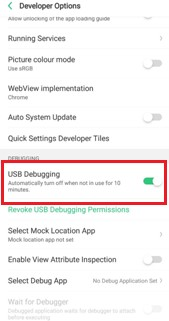 Developer Options
Allow unlocking of the app loading guide
Running Services
Picture colour mode
Use sRGB
WebView implementation
Chrome
Auto System Update
Quick Settings Developer Tiles
DEBUGGING
USB Debugging
Automatically turn off when not in use for 10
minutes.
Revoke USB Debugging Permissions
Select Mock Location App
Mock location app not set
Enable View Attribute Inspection
Select Debug App
No Debug Application Set
Wait for Debugger
Debugged application waits for debugger to attach
before executing